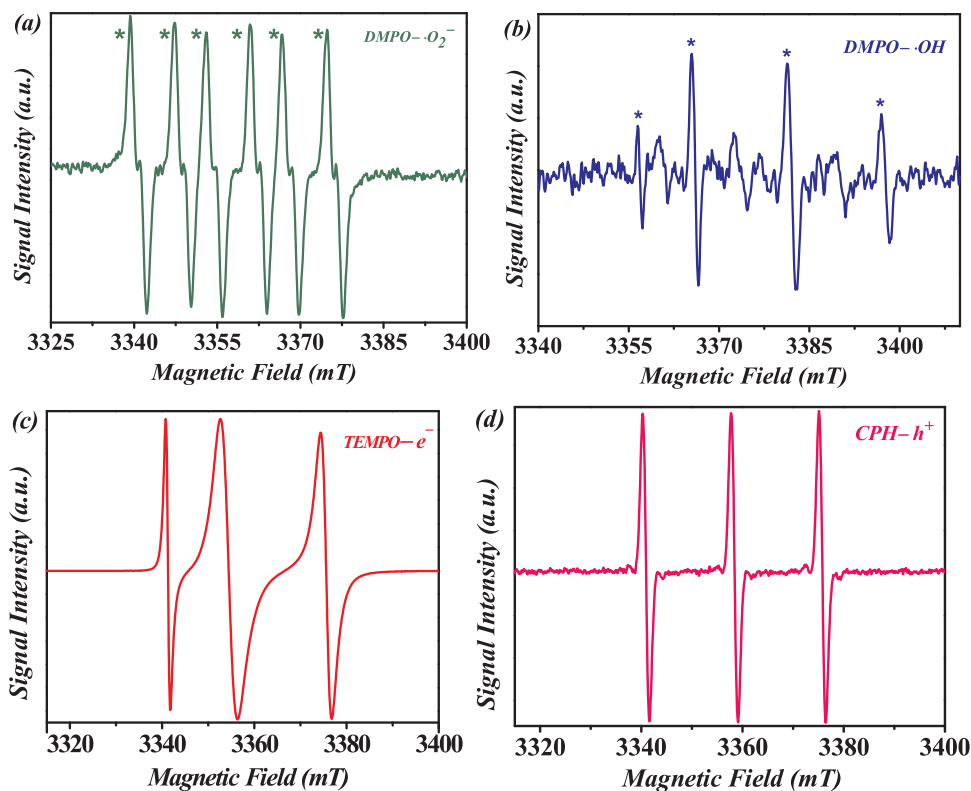 (a)
* * * * * *
DMPO– ·O₂⁻
Signal Intensity (a.u.)
3325 3340 3355 3370 3385 3400
Magnetic Field (mT)
(b)
* * * *
DMPO– ·OH
Signal Intensity (a.u.)
3340 3355 3370 3385 3400
Magnetic Field (mT)
(c)
TEMPO–e⁻
Signal Intensity (a.u.)
3320 3340 3360 3380 3400
Magnetic Field (mT)
(d)
CPH–h⁺
Signal Intensity (a.u.)
3320 3340 3360 3380 3400
Magnetic Field (mT)